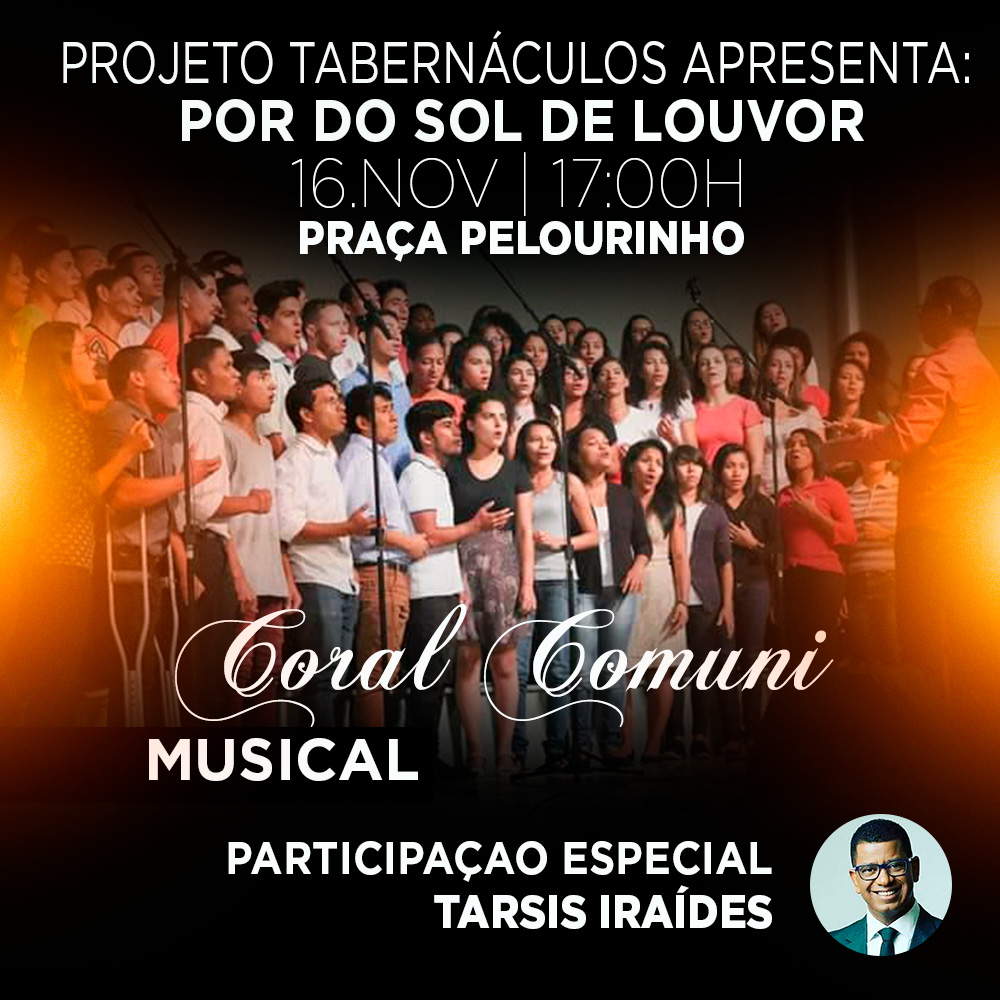 PROJETO TABERNÁCULOS APRESENTA:
POR DO SOL DE LOUVOR
16.NOV | 17:00H
PRAÇA PELOURINHO
Coral Comuni
MUSICAL
PARTICIPAÇAO ESPECIAL
TARSIS IRAÍDES